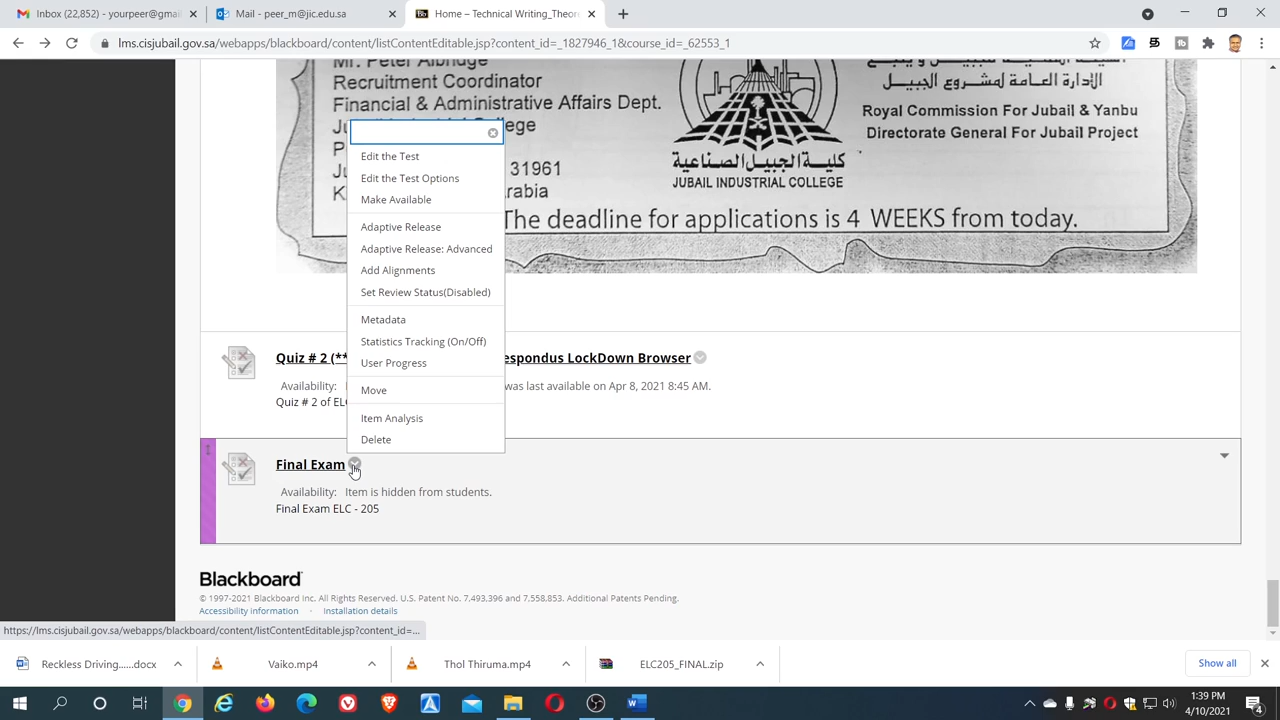 Inbox (22,852) - yourpeer@gmail
Mail - peer_m@jic.edu.sa
Home – Technical Writing_Theor
lms.cisjubail.gov.sa/webapps/blackboard/content/listContentEditable.jsp?content_id=_1827946_1&course_id=_62553_1
Mr. Peter Albridge
Recruitment Coordinator
Financial & Administrative Affairs Dept.
College
31961
rabia
الإدارة العامة لمشروع الجبيل
Royal Commission For Jubail & Yanbu
Directorate General For Jubail Project
كلية الجبيل الصناعية
JUBAIL INDUSTRIAL COLLEGE
The deadline for applications is 4 WEEKS from today.
Edit the Test
Edit the Test Options
Make Available
Adaptive Release
Adaptive Release: Advanced
Add Alignments
Set Review Status(Disabled)
Metadata
Statistics Tracking (On/Off)
User Progress
Move
Item Analysis
Delete
Quiz # 2 (** espondus LockDown Browser
Availability: was last available on Apr 8, 2021 8:45 AM.
Quiz # 2 of ELC
Final Exam
Availability: Item is hidden from students.
Final Exam ELC - 205
Blackboard
© 1997-2021 Blackboard Inc. All Rights Reserved. U.S. Patent No. 7,493,396 and 7,558,853. Additional Patents Pending.
Accessibility information · Installation details
https://lms.cisjubail.gov.sa/webapps/blackboard/content/listContentEditable.jsp?content_id=...
Reckless Driving......docx
Vaiko.mp4
Thol Thiruma.mp4
ELC205_FINAL.zip
Show all
1:39 PM
4/10/2021
4